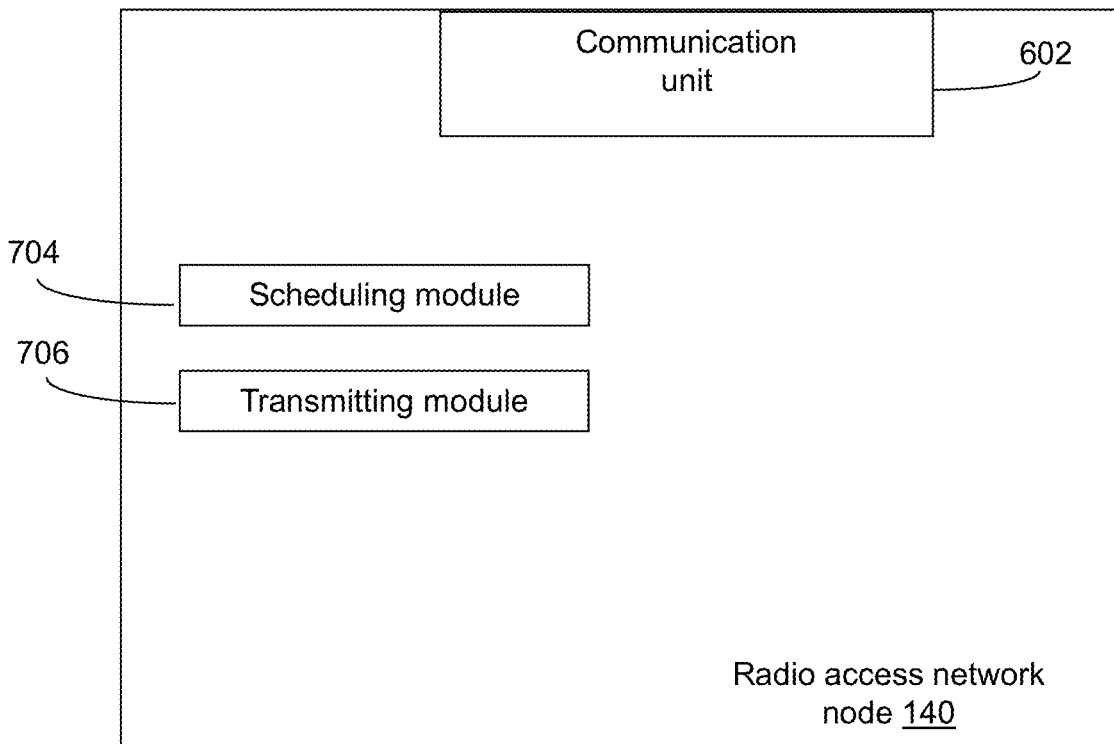 Communication
unit
602
704
Scheduling module
706
Transmitting module
Radio access network
node 140